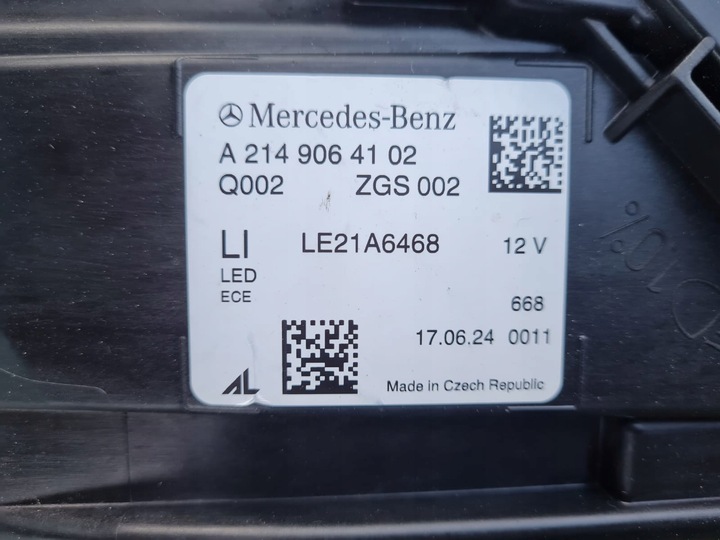 Mercedes-Benz
A 214 906 41 02
Q002 ZGS 002
LI LE21A6468 12 V
LED
ECE
668
17.06.24 0011
AL Made in Czech Republic